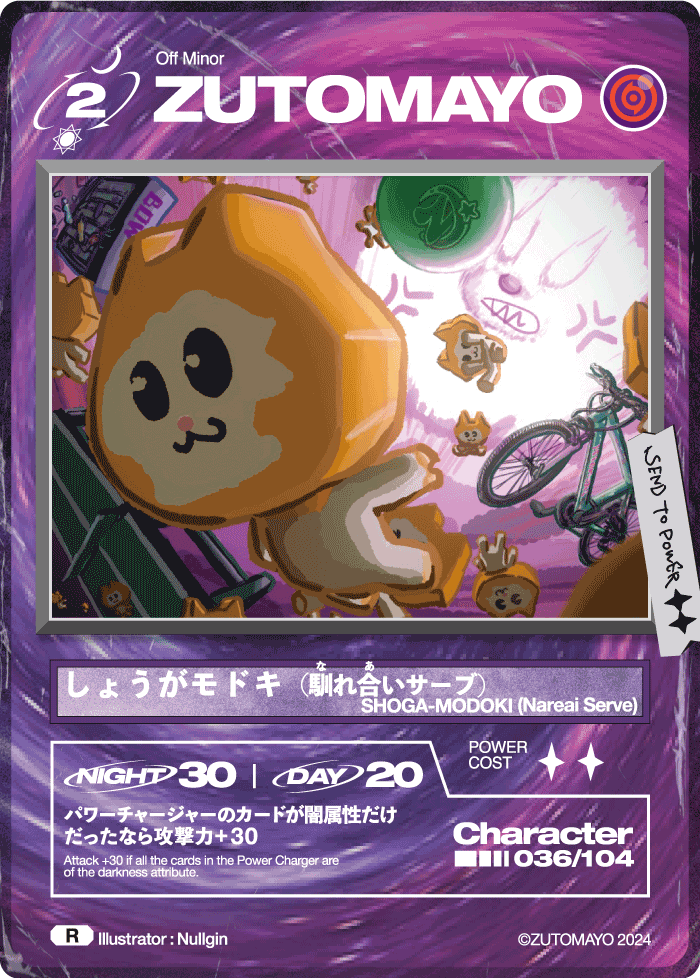 Off Minor
2
ZUTOMAYO
SEND TO POWER
なあ
しょうがモドキ（馴れ合いサーブ）
SHOGA-MODOKI (Nareai Serve)
NIGHT 30 | DAY 20
POWER
COST
パワーチャージャーのカードが闇属性だけ
だったなら攻撃力+30
Attack +30 if all the cards in the Power Charger are
of the darkness attribute.
Character
036/104
R Illustrator : Nullgin
©ZUTOMAYO 2024